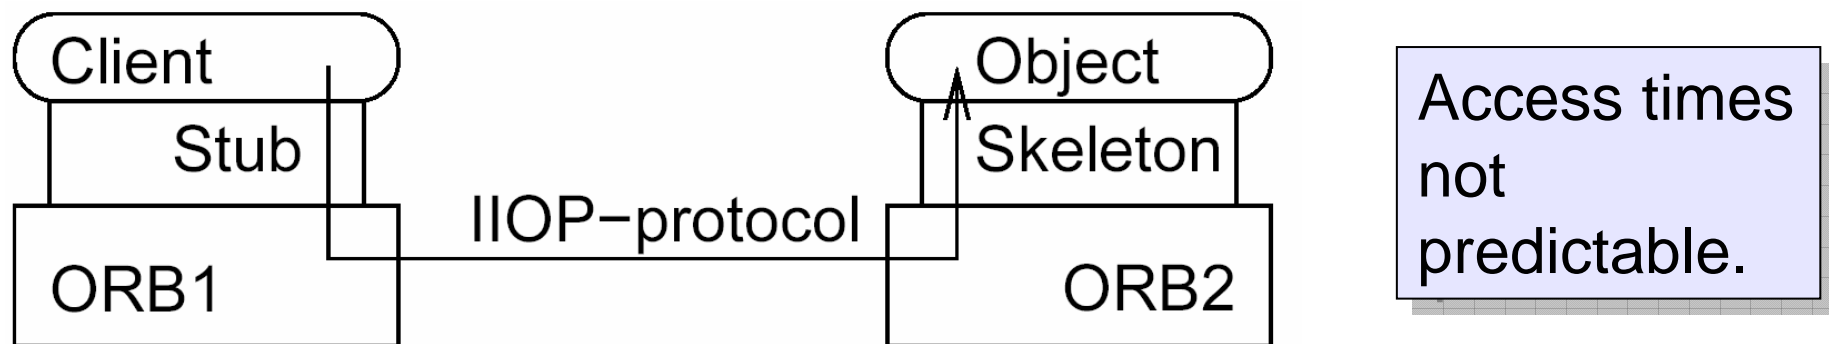 Client
Stub
ORB1
IIOP−protocol
Object
Skeleton
ORB2
Access times
not
predictable.